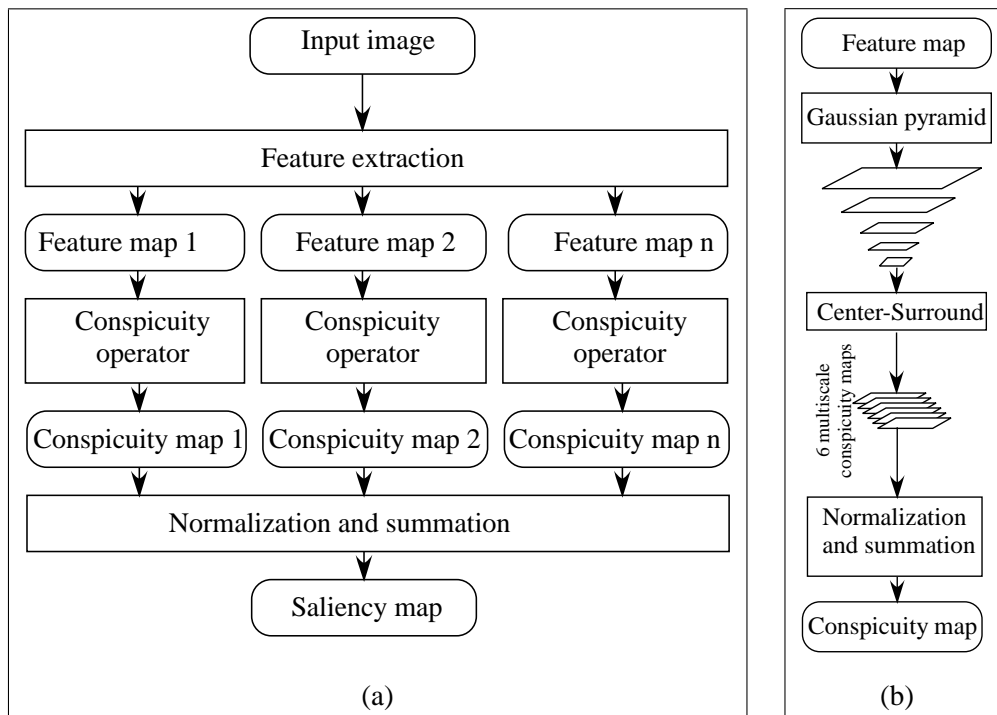 Input image
Feature extraction
Feature map 1
Feature map 2
Feature map n
Conspicuity
operator
Conspicuity
operator
Conspicuity
operator
Conspicuity map 1
Conspicuity map 2
Conspicuity map n
Normalization and summation
Saliency map
(a)
Feature map
Gaussian pyramid
Center-Surround
6 multiscale
conspicuity maps
Normalization
and summation
Conspicuity map
(b)